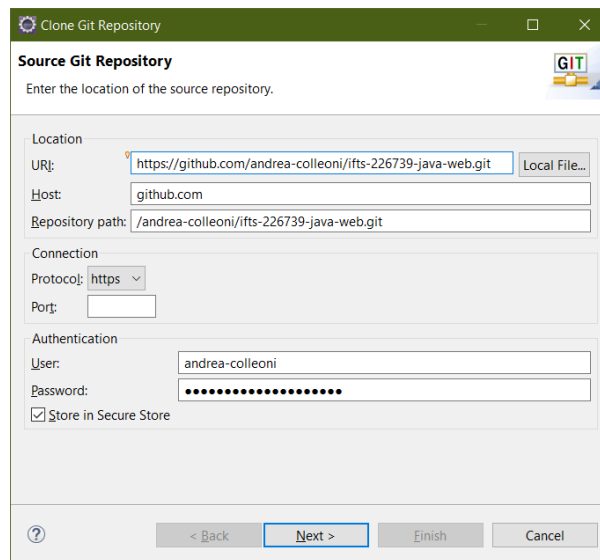 Clone Git Repository
Source Git Repository
GIT
Enter the location of the source repository.
Location
URI: https://github.com/andrea-colleoni/ifts-226739-java-web.git Local File...
Host: github.com
Repository path: /andrea-colleoni/ifts-226739-java-web.git
Connection
Protocol: https
Port:
Authentication
User: andrea-colleoni
Password: ●●●●●●●●●●●●●●●●●●●●
Store in Secure Store
? < Back Next > Finish Cancel